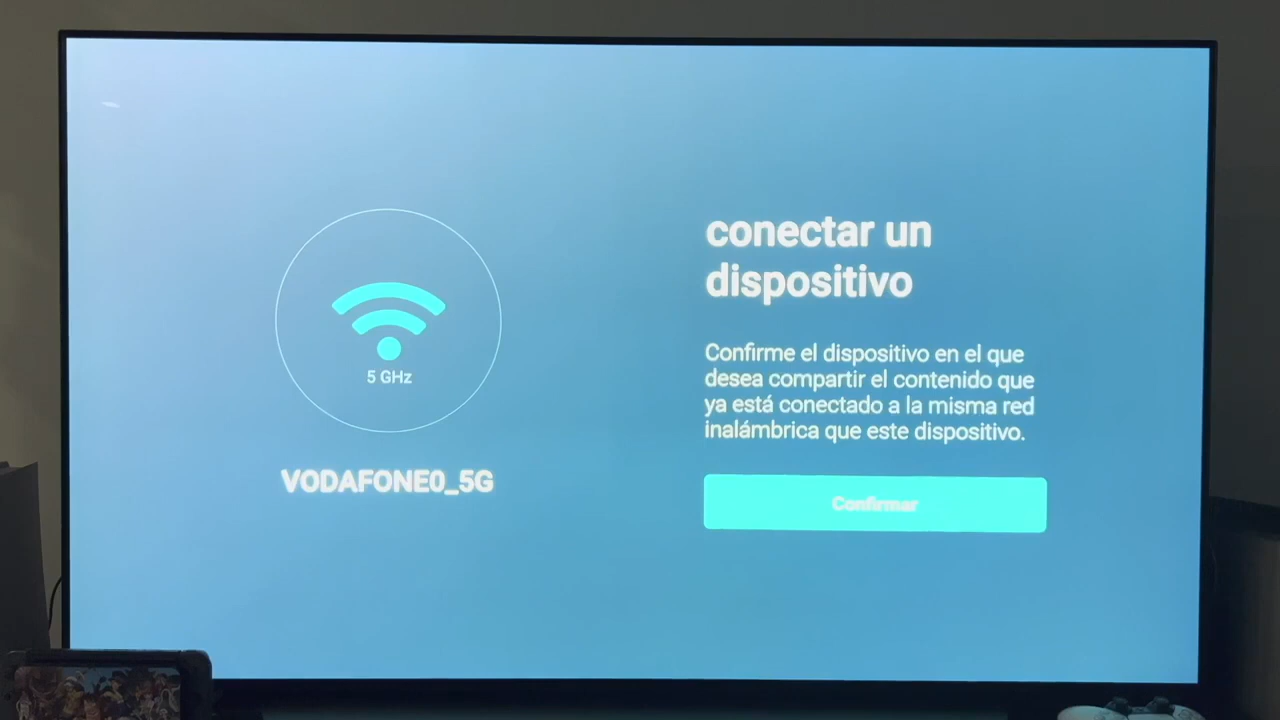 conectar un
dispositivo
5 GHz
VODAFONE0_5G
Confirme el dispositivo en el que
desea compartir el contenido que
ya está conectado a la misma red
inalámbrica que este dispositivo.
Confirmar